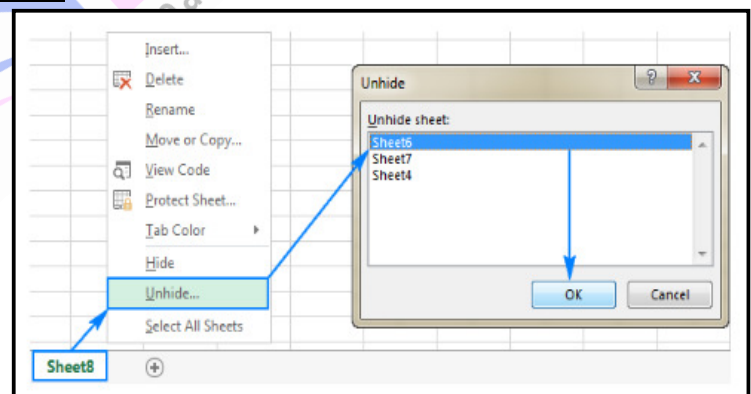 Insert...
Delete
Rename
Move or Copy...
View Code
Protect Sheet...
Tab Color
Hide
Unhide...
Select All Sheets
Sheet8
Unhide
Unhide sheet:
Sheet6
Sheet7
Sheet4
OK
Cancel